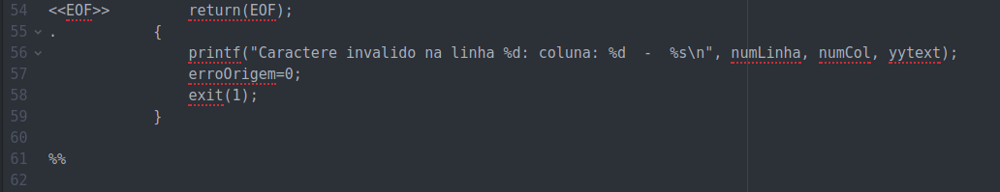 54 <<EOF>>         return(EOF);
55 .           {
56                 printf("Caractere invalido na linha %d: coluna: %d  -  %s\n", numLinha, numCol, yytext);
57                 erroOrigem=0;
58                 exit(1);
59             }
60
61 %%
62